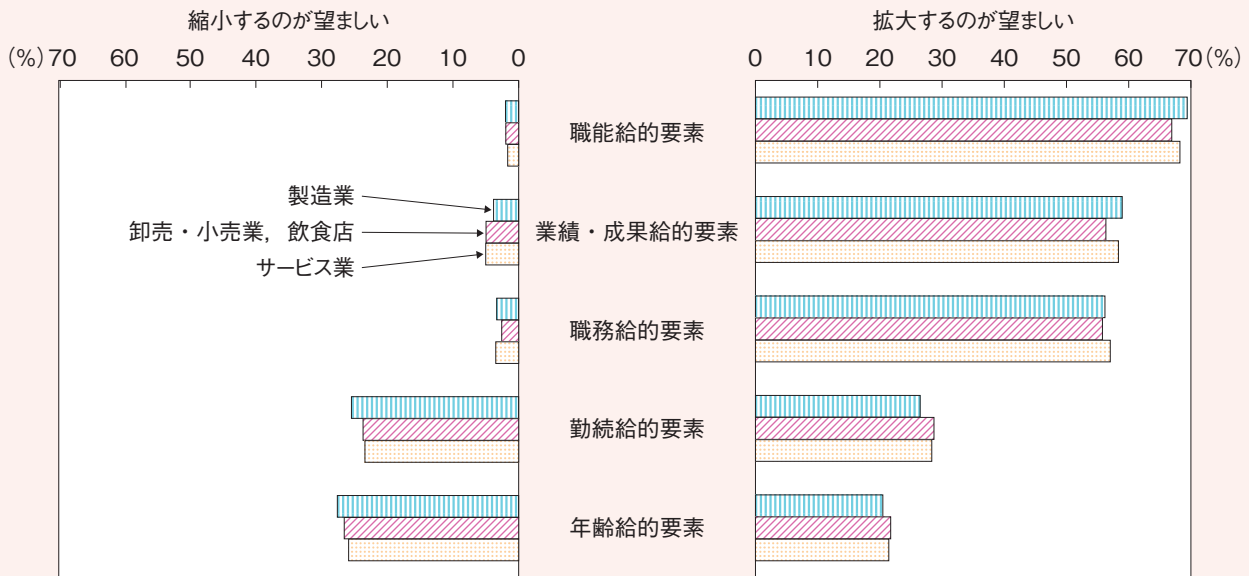 縮小するのが望ましい
拡大するのが望ましい
(%) 70 60 50 40 30 20 10 0
0 10 20 30 40 50 60 70 (%)
職能給的要素
製造業
卸売・小売業，飲食店
サービス業
業績・成果給的要素
職務給的要素
勤続給的要素
年齢給的要素